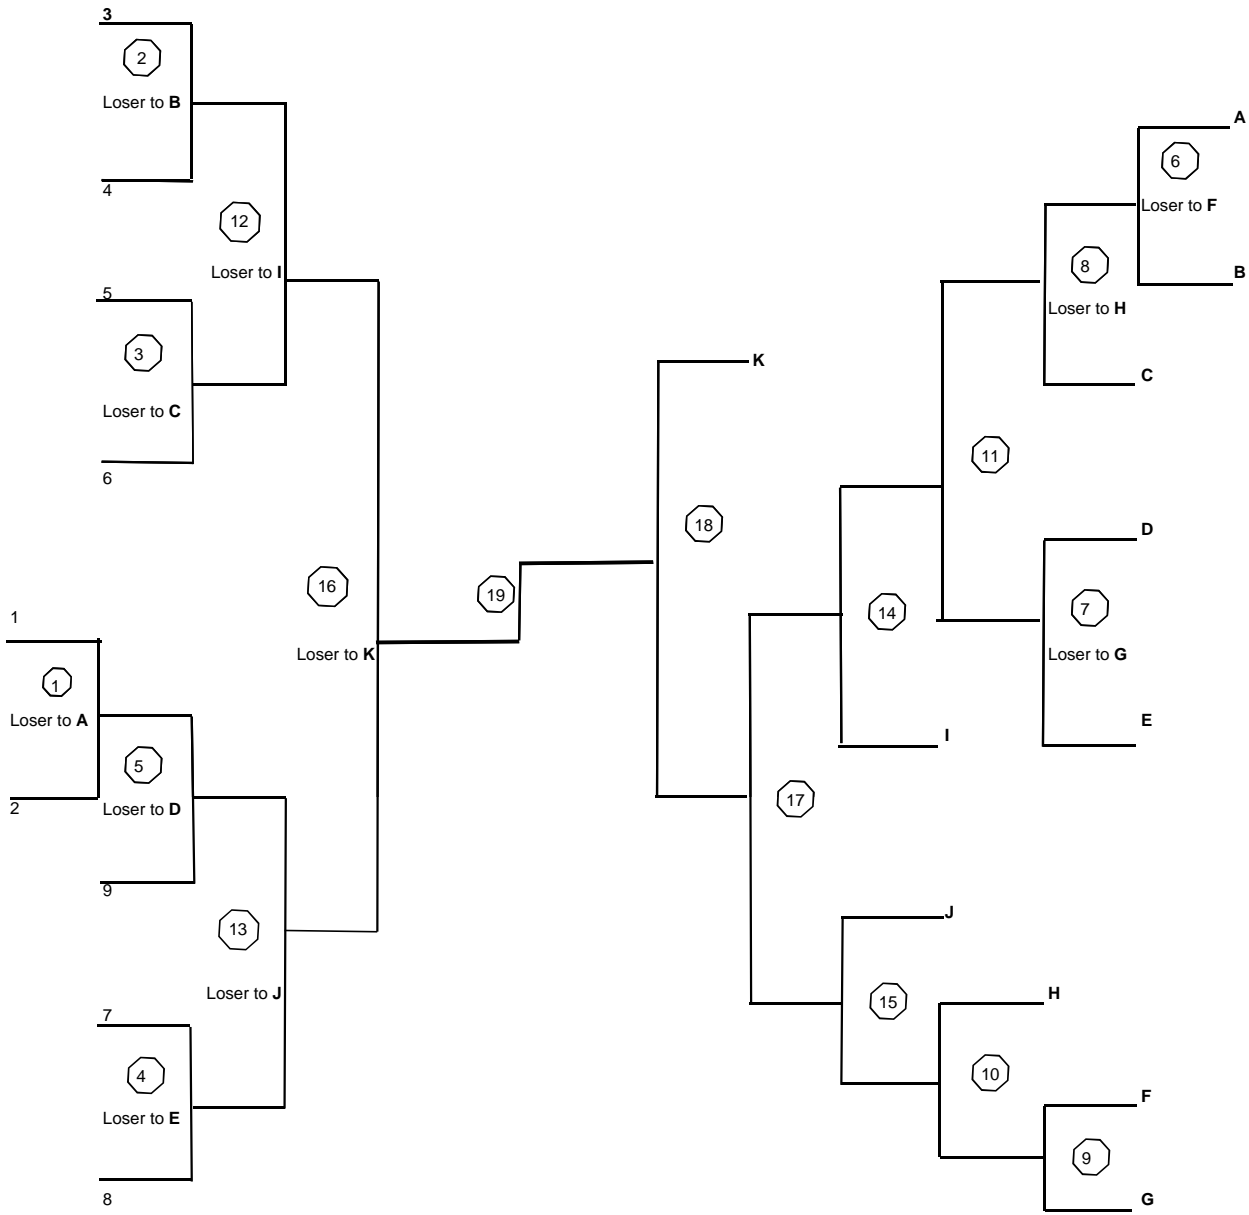 3
2
Loser to B
4
12
Loser to I
5
3
Loser to C
6
16
Loser to K
1
1
Loser to A
2
5
Loser to D
9
13
Loser to J
7
4
Loser to E
8
19
K
18
17
A
6
Loser to F
B
8
Loser to H
C
11
D
7
Loser to G
E
14
I
J
15
H
10
F
9
G